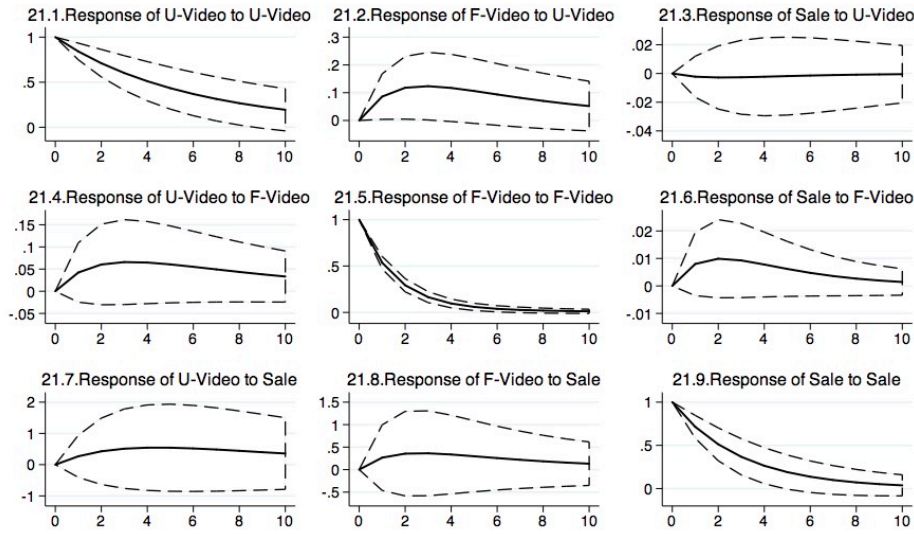 21.1.Response of U-Video to U-Video
21.2.Response of F-Video to U-Video
21.3.Response of Sale to U-Video
1
.5
0
0 2 4 6 8 10
.3
.2
.1
0
0 2 4 6 8 10
.02
0
-.02
-.04
0 2 4 6 8 10
21.4.Response of U-Video to F-Video
21.5.Response of F-Video to F-Video
21.6.Response of Sale to F-Video
.15
.1
.05
0
-.05
0 2 4 6 8 10
1
.5
0
0 2 4 6 8 10
.02
.01
0
-.01
0 2 4 6 8 10
21.7.Response of U-Video to Sale
21.8.Response of F-Video to Sale
21.9.Response of Sale to Sale
2
1
0
-1
0 2 4 6 8 10
1.5
1
.5
0
-.5
0 2 4 6 8 10
1
.5
0
0 2 4 6 8 10